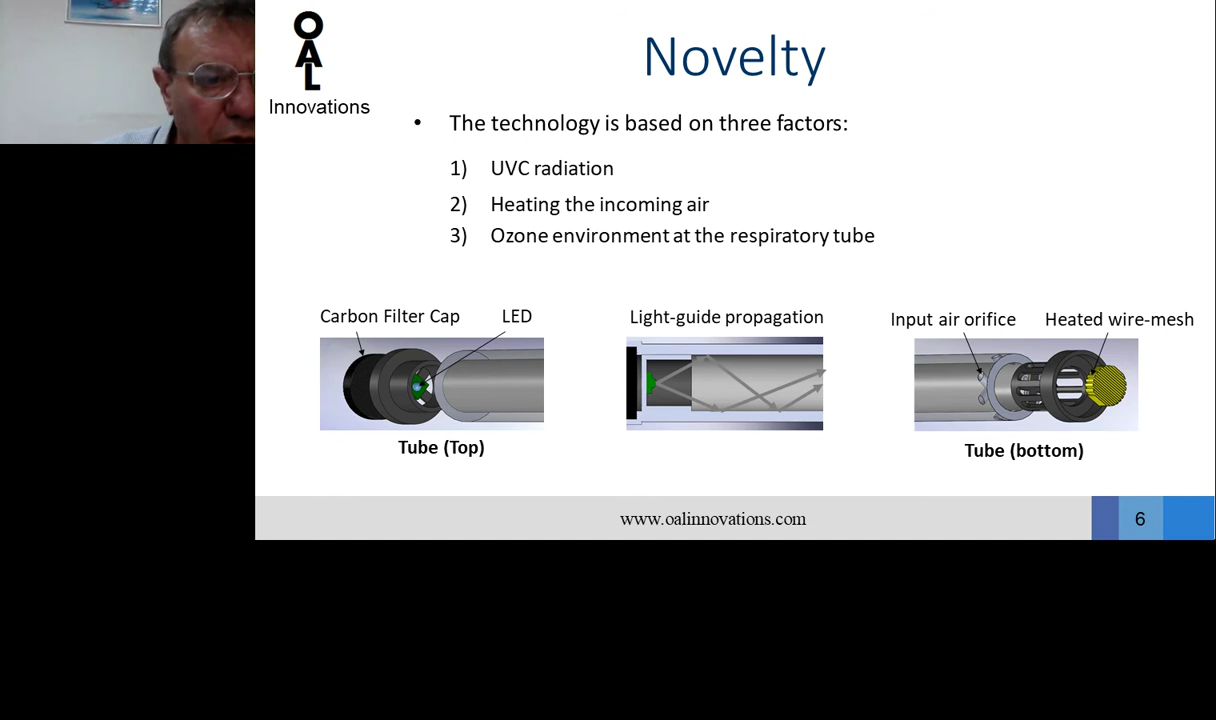 OAL
Innovations
Novelty
• The technology is based on three factors:
1) UVC radiation
2) Heating the incoming air
3) Ozone environment at the respiratory tube
Carbon Filter Cap
LED
Light-guide propagation
Input air orifice
Heated wire-mesh
Tube (Top)
Tube (bottom)
www.oalinnovations.com
6